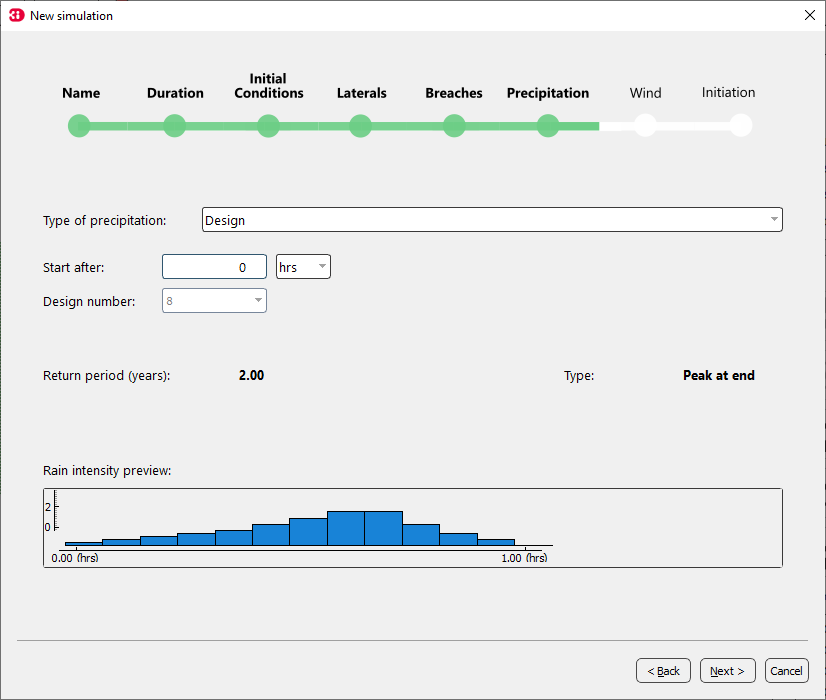 New simulation
Name Duration Initial Conditions Laterals Breaches Precipitation Wind Initiation
Type of precipitation: Design
Start after: 0 hrs
Design number: 8
Return period (years): 2.00 Type: Peak at end
Rain intensity preview:
2
0
0.00 (hrs) 1.00 (hrs)
< Back Next > Cancel